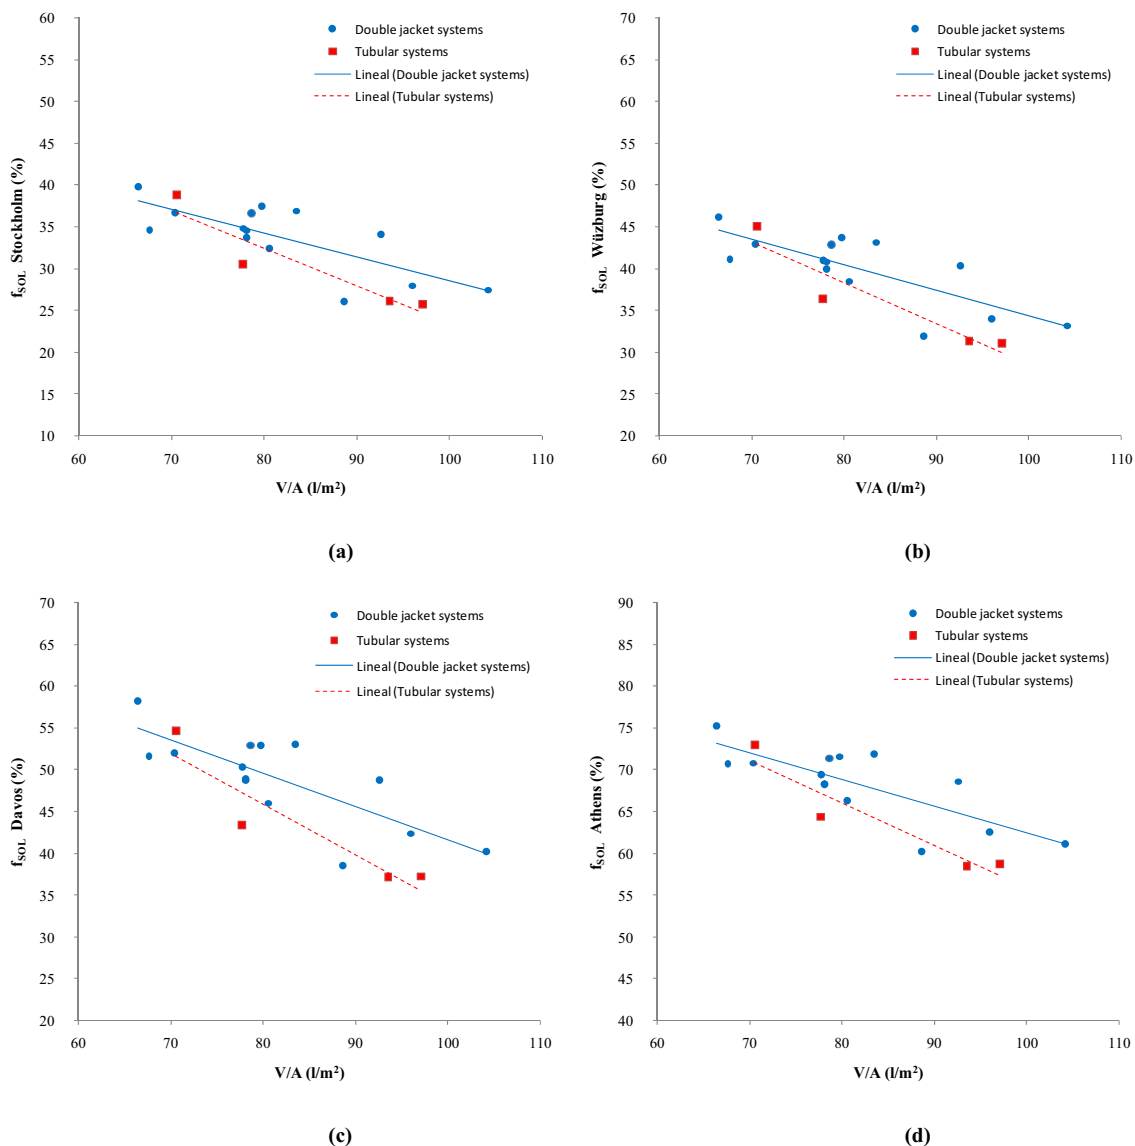 60
55
50
45
40
35
30
25
20
15
10
60 70 80 90 100 110
f_SOL Stockholm (%)
V/A (l/m²)
Double jacket systems
Tubular systems
Lineal (Double jacket systems)
Lineal (Tubular systems)
(a)
70
65
60
55
50
45
40
35
30
25
20
60 70 80 90 100 110
f_SOL Wüzburg (%)
V/A (l/m²)
Double jacket systems
Tubular systems
Lineal (Double jacket systems)
Lineal (Tubular systems)
(b)
70
65
60
55
50
45
40
35
30
25
20
60 70 80 90 100 110
f_SOL Davos (%)
V/A (l/m²)
Double jacket systems
Tubular systems
Lineal (Double jacket systems)
Lineal (Tubular systems)
(c)
90
85
80
75
70
65
60
55
50
45
40
60 70 80 90 100 110
f_SOL Athens (%)
V/A (l/m²)
Double jacket systems
Tubular systems
Lineal (Double jacket systems)
Lineal (Tubular systems)
(d)